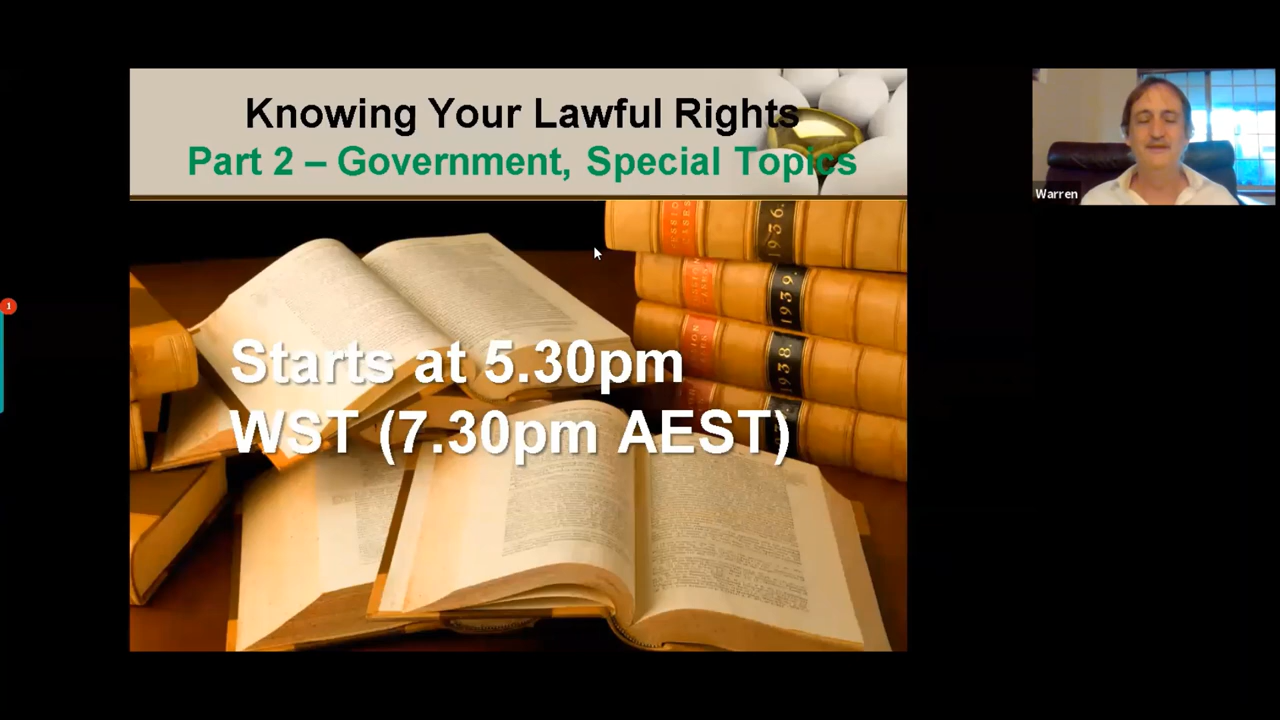 Knowing Your Lawful Rights
Part 2 – Government, Special Topics
Starts at 5.30pm
WST (7.30pm AEST)
1936.
1939.
1938.
Warren
1